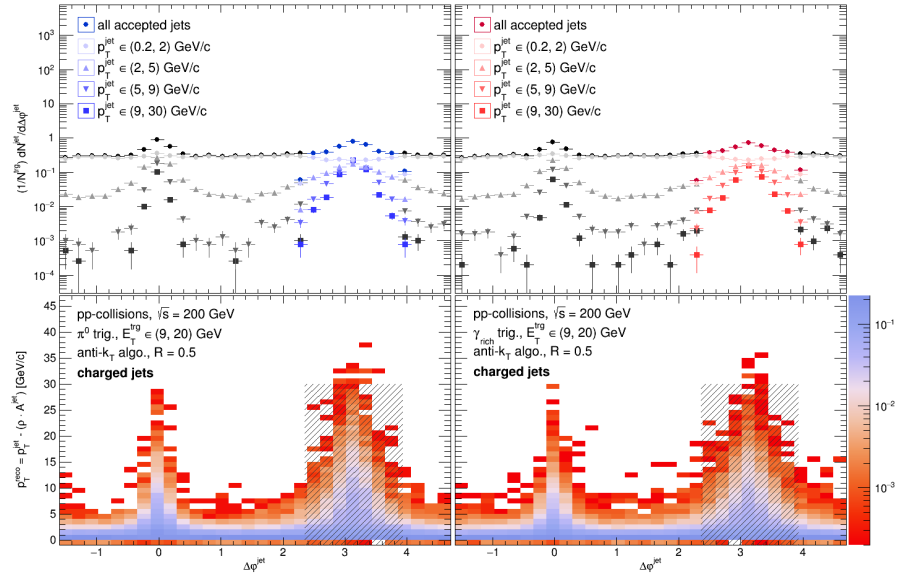 all accepted jets
p_T^jet ∈ (0.2, 2) GeV/c
p_T^jet ∈ (2, 5) GeV/c
p_T^jet ∈ (5, 9) GeV/c
p_T^jet ∈ (9, 30) GeV/c
10^3
10^2
10
1
10^−1
10^−2
10^−3
10^−4
(1/N^trg) dN^jet/dΔφ^jet
all accepted jets
p_T^jet ∈ (0.2, 2) GeV/c
p_T^jet ∈ (2, 5) GeV/c
p_T^jet ∈ (5, 9) GeV/c
p_T^jet ∈ (9, 30) GeV/c
pp-collisions, √s = 200 GeV
π^0 trig., E_T^trg ∈ (9, 20) GeV
anti-k_T algo., R = 0.5
charged jets
45
40
35
30
25
20
15
10
5
0
p_T^reco = p_T^jet - (ρ · A^jet) [GeV/c]
−1 0 1 2 3 4
Δφ^jet
pp-collisions, √s = 200 GeV
γ_rich trig., E_T^trg ∈ (9, 20) GeV
anti-k_T algo., R = 0.5
charged jets
−1 0 1 2 3 4
Δφ^jet
10^−1
10^−2
10^−3